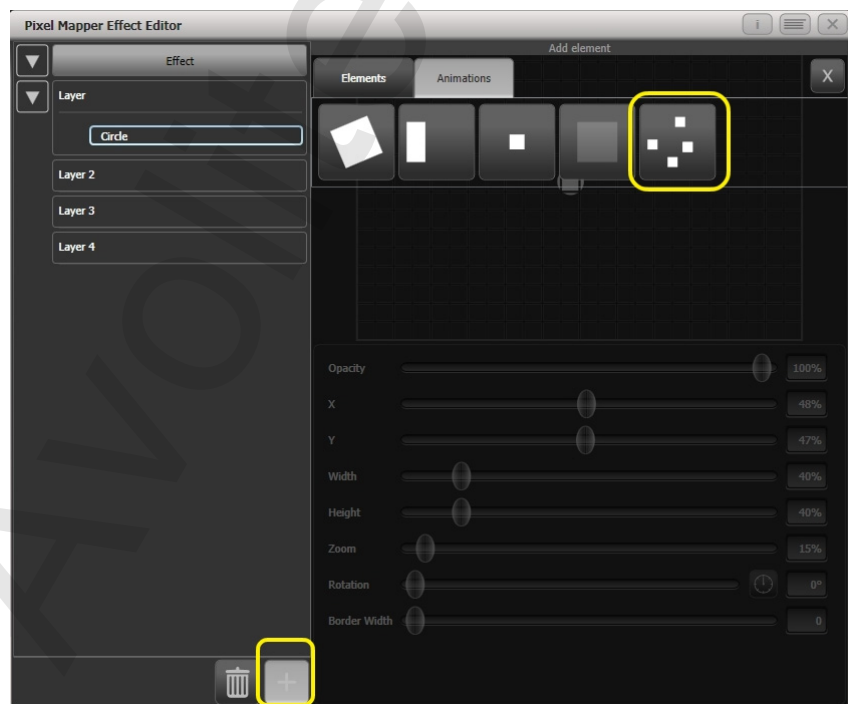 Pixel Mapper Effect Editor
Effect
Layer
Circle
Layer 2
Layer 3
Layer 4
Add element
Elements
Animations
X
Opacity
100%
X
48%
Y
47%
Width
40%
Height
40%
Zoom
15%
Rotation
0°
Border Width
0
Avolite